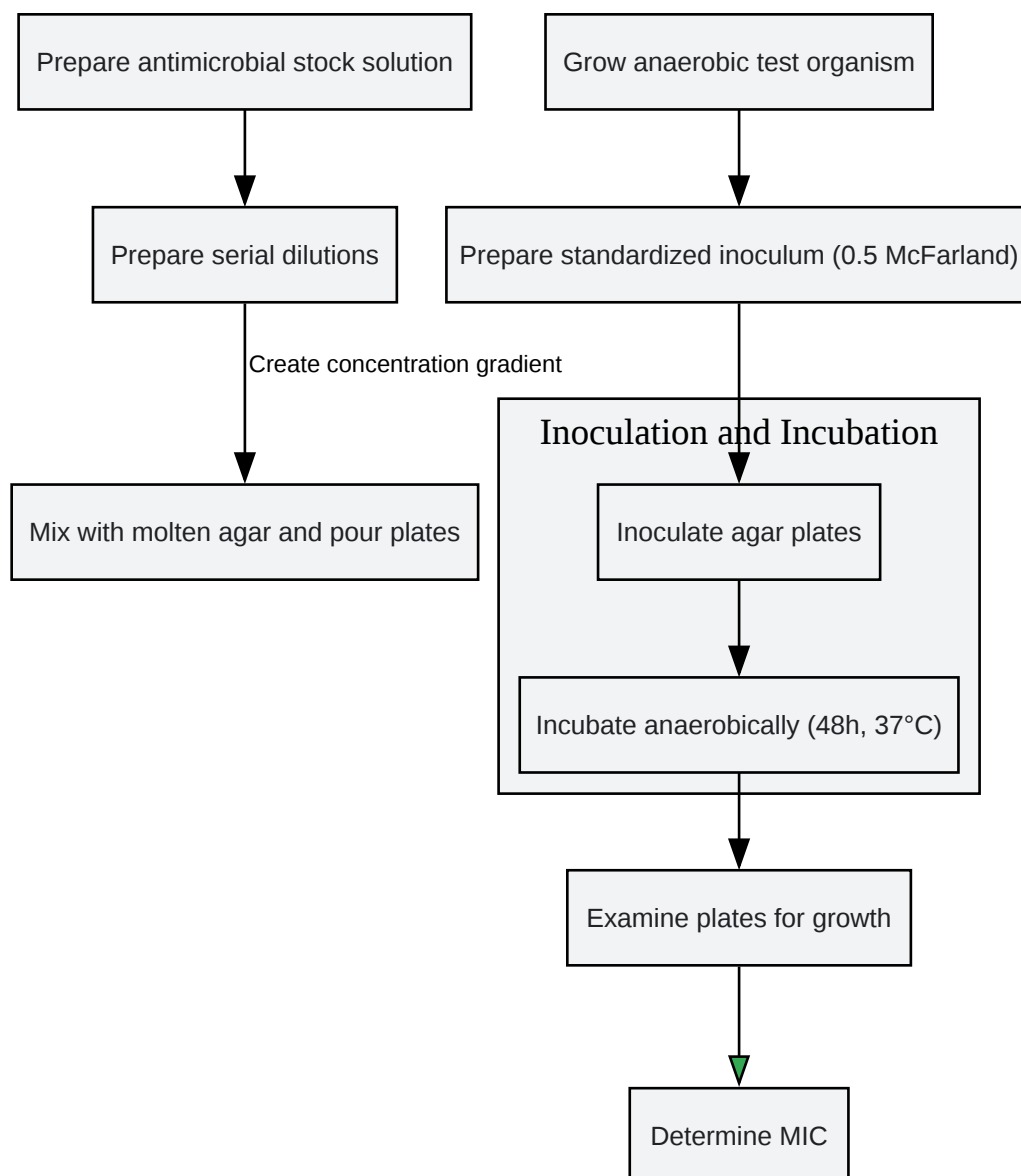 Prepare antimicrobial stock solution
Grow anaerobic test organism
Prepare serial dilutions
Prepare standardized inoculum (0.5 McFarland)
Create concentration gradient
Inoculation and Incubation
Mix with molten agar and pour plates
Inoculate agar plates
Incubate anaerobically (48h, 37°C)
Examine plates for growth
Determine MIC